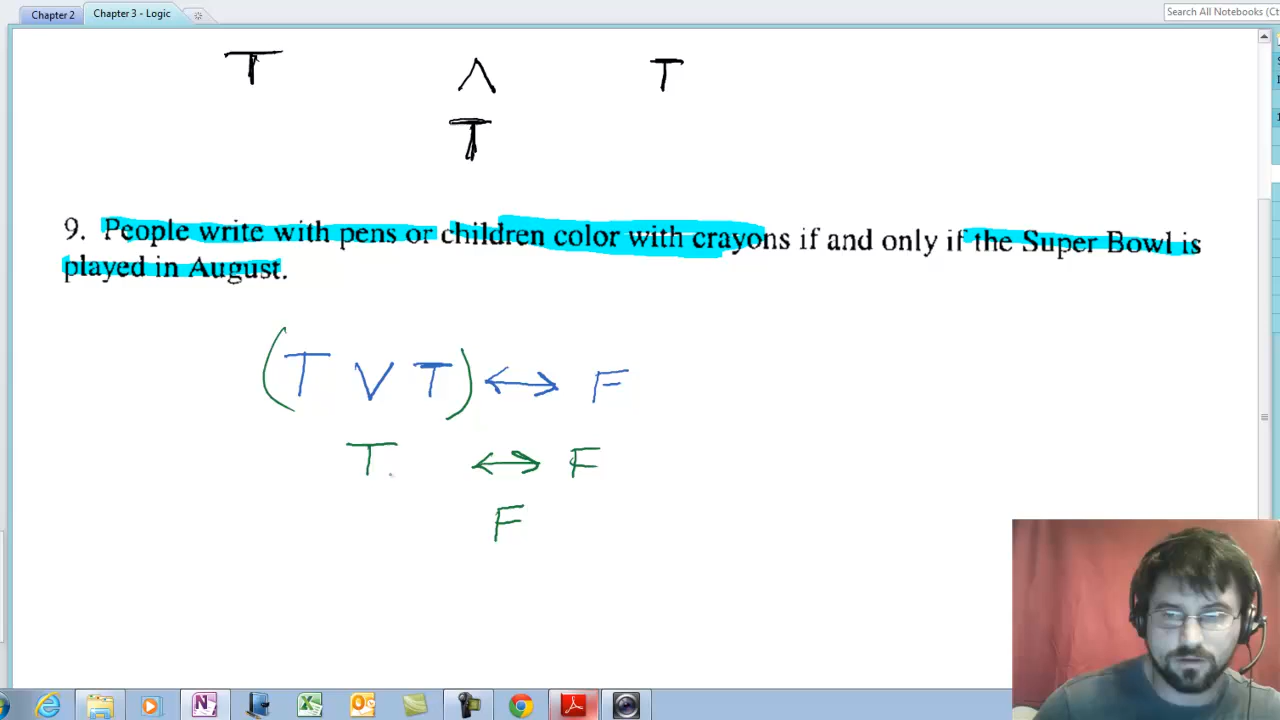 Chapter 2 Chapter 3 - Logic
Search All Notebooks (Ct
T Λ T
T
9. People write with pens or children color with crayons if and only if the Super Bowl is
played in August.
(T V T) ↔ F
T. ↔ F
F